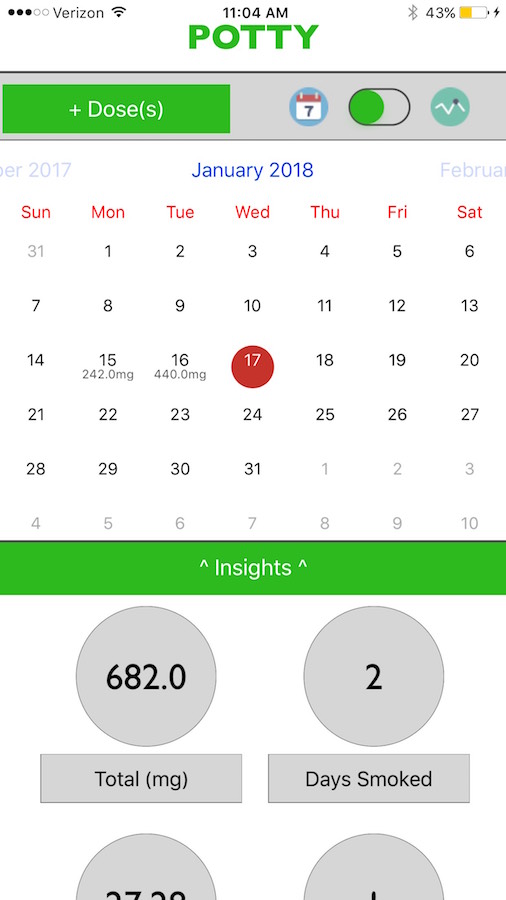 Verizon 11:04 AM 43%
POTTY
+ Dose(s) 7
ber 2017 January 2018 Februar
Sun Mon Tue Wed Thu Fri Sat
31 1 2 3 4 5 6
7 8 9 10 11 12 13
14 15 16 17 18 19 20
242.0mg 440.0mg
21 22 23 24 25 26 27
28 29 30 31 1 2 3
4 5 6 7 8 9 10
^ Insights ^
682.0 2
Total (mg) Days Smoked
27.28